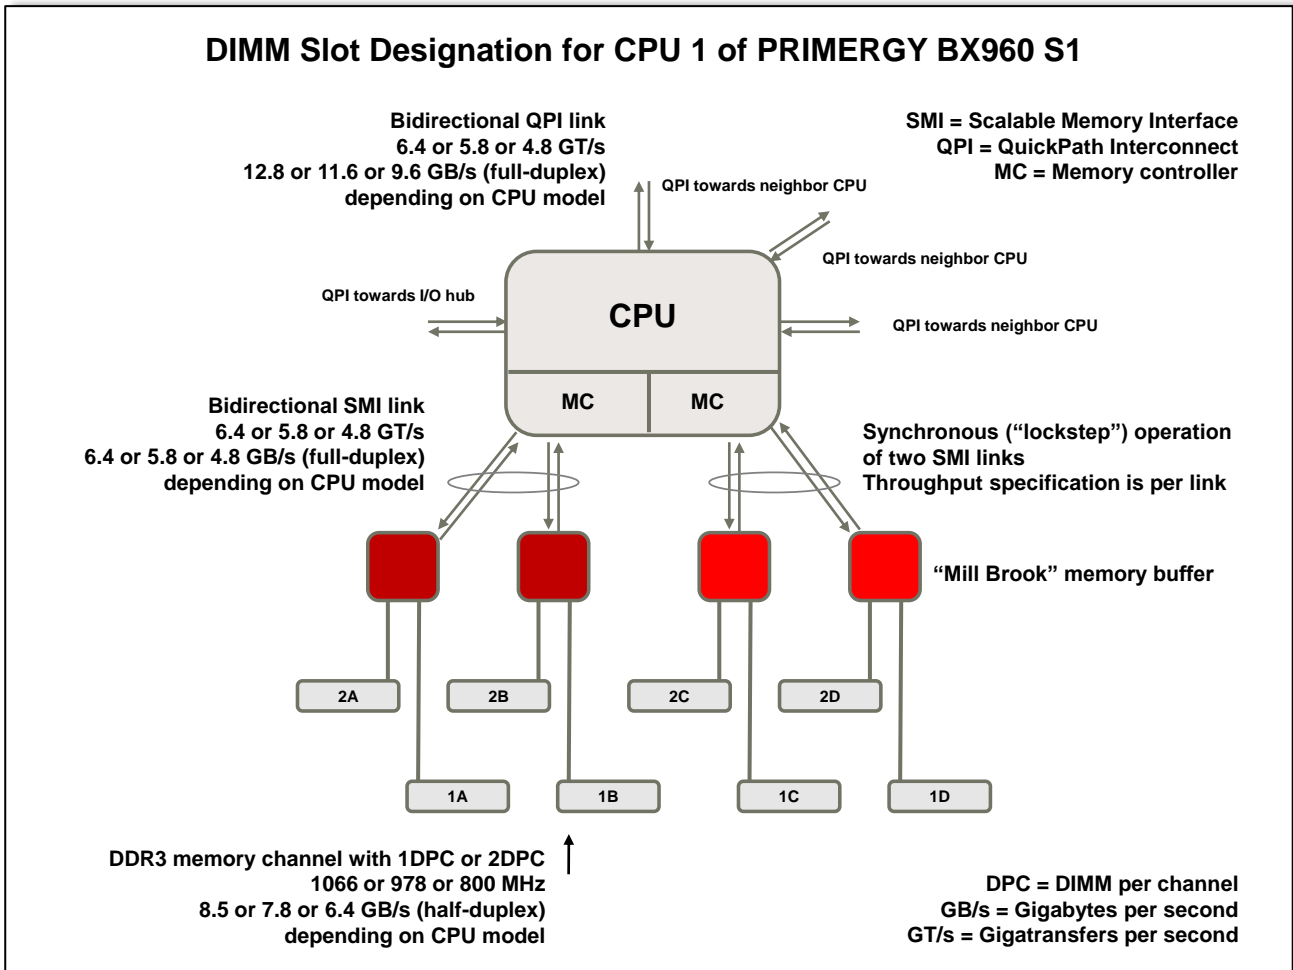 DIMM Slot Designation for CPU 1 of PRIMERGY BX960 S1
Bidirectional QPI link
6.4 or 5.8 or 4.8 GT/s
12.8 or 11.6 or 9.6 GB/s (full-duplex)
depending on CPU model
SMI = Scalable Memory Interface
QPI = QuickPath Interconnect
MC = Memory controller
QPI towards neighbor CPU
QPI towards neighbor CPU
QPI towards I/O hub
CPU
QPI towards neighbor CPU
MC
MC
Bidirectional SMI link
6.4 or 5.8 or 4.8 GT/s
6.4 or 5.8 or 4.8 GB/s (full-duplex)
depending on CPU model
Synchronous (“lockstep”) operation
of two SMI links
Throughput specification is per link
“Mill Brook” memory buffer
2A
2B
2C
2D
1A
1B
1C
1D
DDR3 memory channel with 1DPC or 2DPC
1066 or 978 or 800 MHz
8.5 or 7.8 or 6.4 GB/s (half-duplex)
depending on CPU model
DPC = DIMM per channel
GB/s = Gigabytes per second
GT/s = Gigatransfers per second